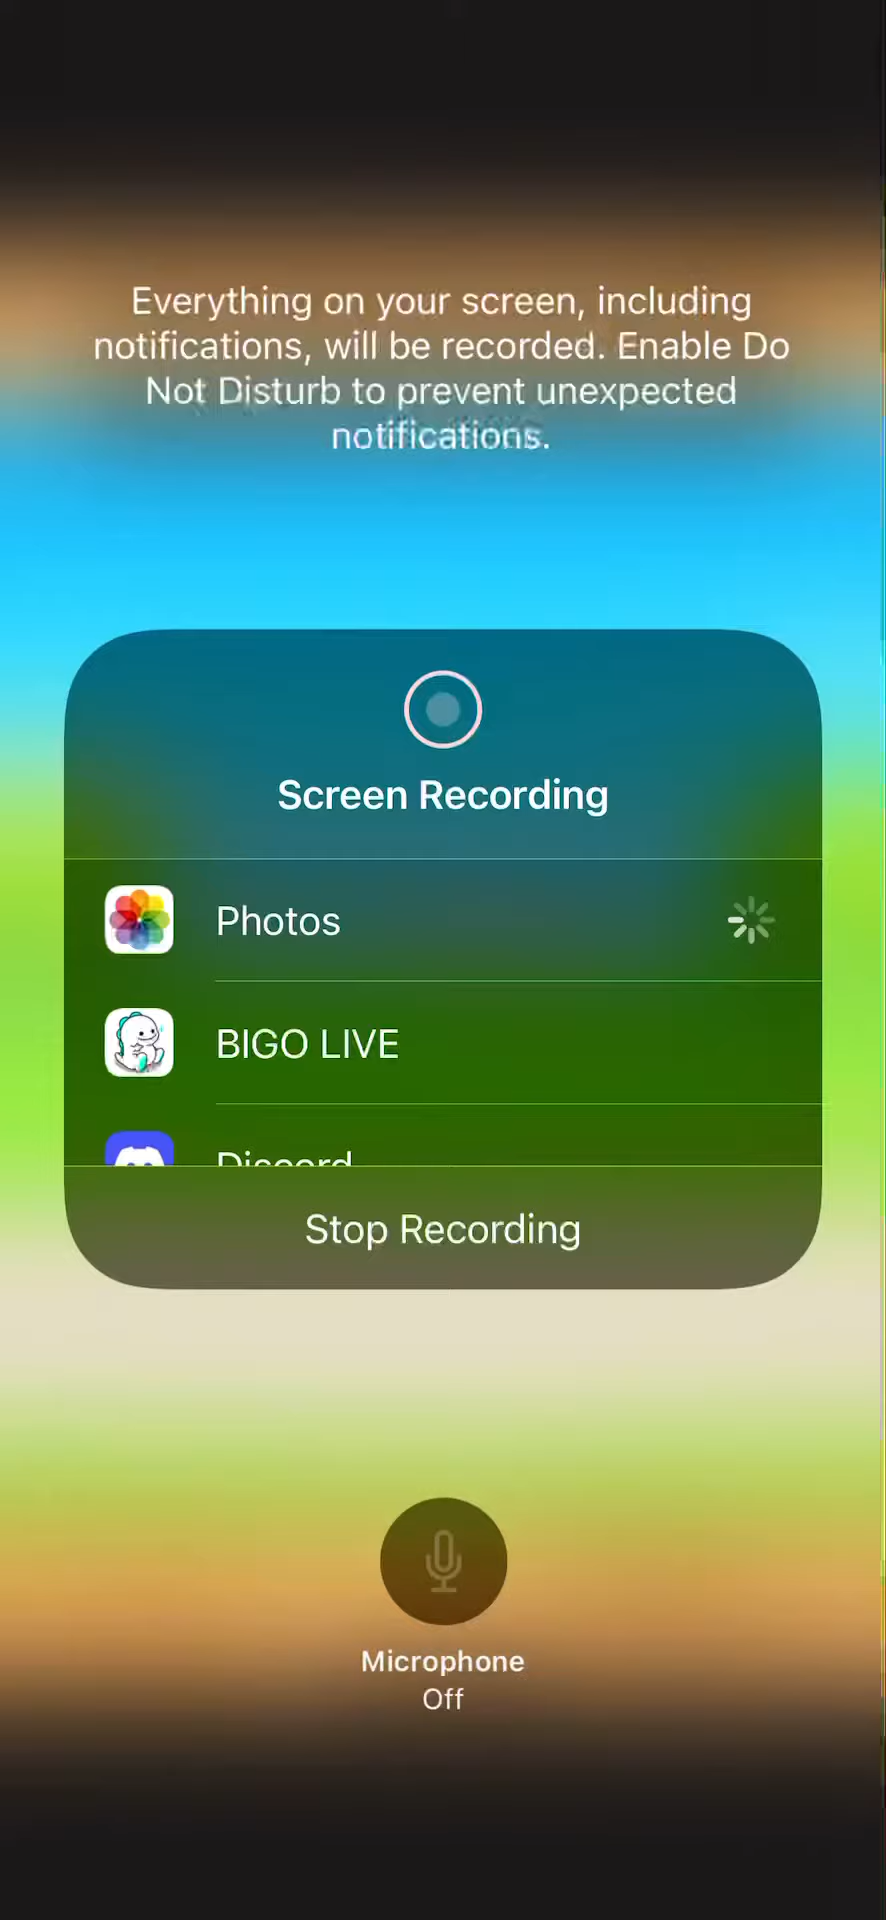 Everything on your screen, including
notifications, will be recorded. Enable Do
Not Disturb to prevent unexpected
notifications.
Screen Recording
Photos
BIGO LIVE
Discord
Stop Recording
Microphone
Off